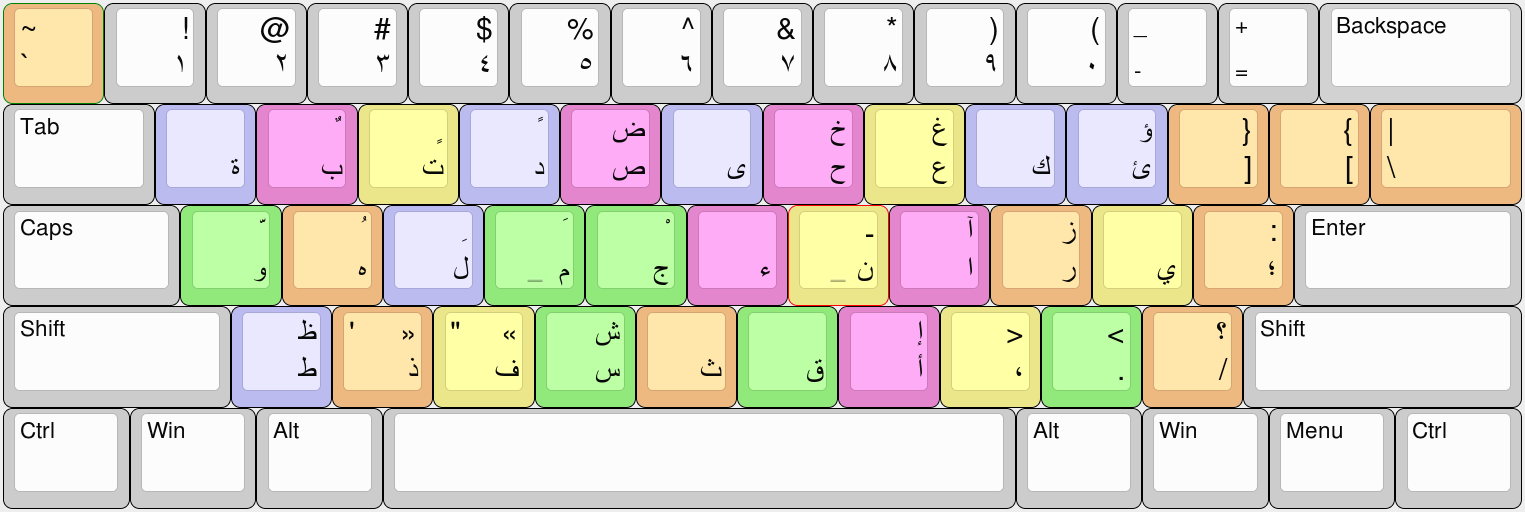 ~ ! @ # $ % ^ & * ) ( _ + Backspace
` ١ ٢ ٣ ٤ ٥ ٦ ٧ ٨ ٩ ٠ - =
Tab ٌ ً ض خ غ ؤ } { |
ة ب ٍ ت د ص ى ح ع ك ئ ] [ \
Caps ّ ُ َ ْ - آ ز : Enter
و ه ِ ل _ م ج ء _ ن ا ر ي ؛
Shift ظ ' » " « ش إ > < ؟ Shift
ط ذ ف س ث ق أ ، . /
Ctrl Win Alt Alt Win Menu Ctrl